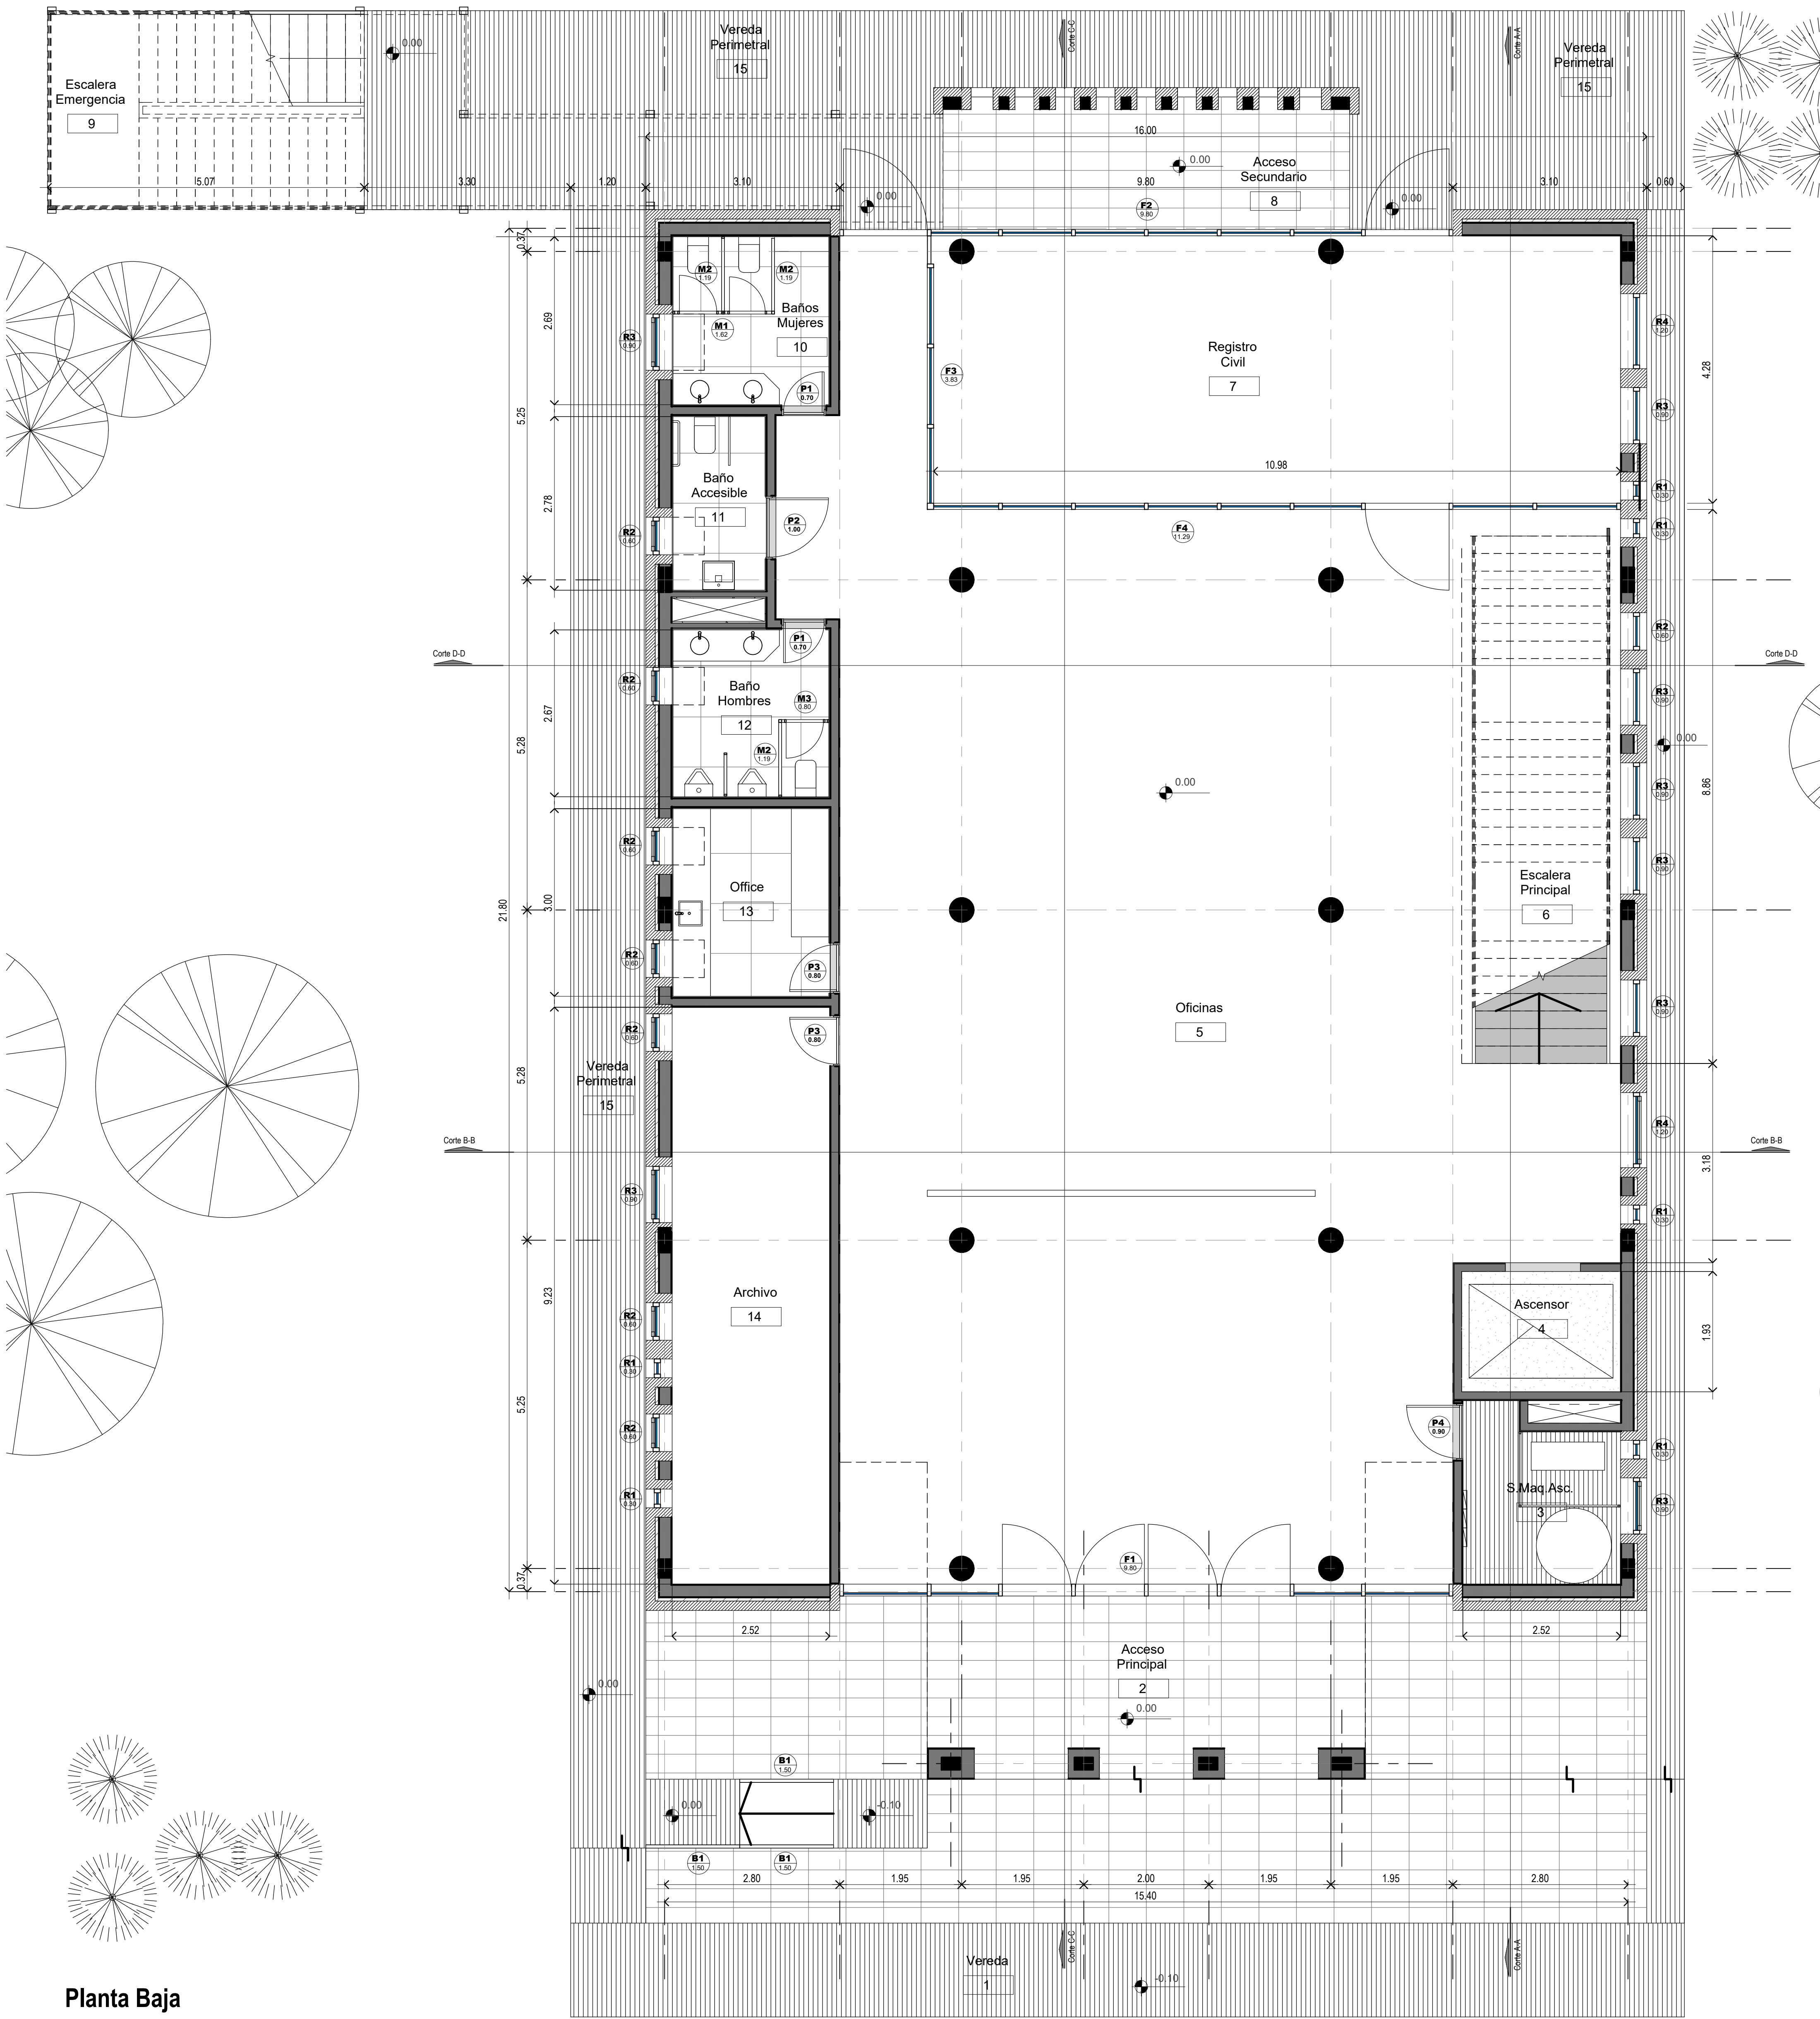 Corte C-C
Corte A-A
0.00
Vereda
Perimetral
15
Vereda
Perimetral
15
Escalera
Emergencia
9
16.00
0.00
Acceso
Secundario
8
5.07
3.30
1.20
3.10
9.80
3.10
0.60
0.00
F2
9.80
0.00
0.37
M2
1.19
M2
1.19
Baños
Mujeres
10
M1
1.62
2.69
R3
0.90
R4
1.20
Registro
Civil
7
F3
3.83
4.28
P1
0.70
R3
0.90
5.25
10.98
Baño
Accesible
11
R1
0.30
2.78
P2
1.00
R2
0.60
F4
11.29
R1
0.30
P1
0.70
R2
0.60
Corte D-D
Corte D-D
R2
0.60
Baño
Hombres
12
M3
0.80
R3
0.90
2.67
5.28
M2
1.19
0.00
0.00
R3
0.90
8.86
R2
0.60
R3
0.90
Office
13
Escalera
Principal
6
21.80
3.00
R2
0.60
P3
0.80
Oficinas
5
R3
0.90
R2
0.60
P3
0.80
5.28
Vereda
Perimetral
15
R4
1.20
Corte B-B
Corte B-B
3.18
R3
0.90
R1
0.30
9.23
Archivo
14
Ascensor
4
R2
0.60
1.93
R1
0.30
5.25
R2
0.60
P4
0.90
R1
0.30
R1
0.30
S.Maq.Asc.
3
R3
0.90
F1
9.80
0.37
2.52
2.52
Acceso
Principal
2
0.00
0.00
B1
1.50
0.00
-0.10
B1
1.50
B1
1.50
2.80
1.95
1.95
2.00
1.95
1.95
2.80
15.40
Corte C-C
Corte A-A
Vereda
1
-0.10
Planta Baja